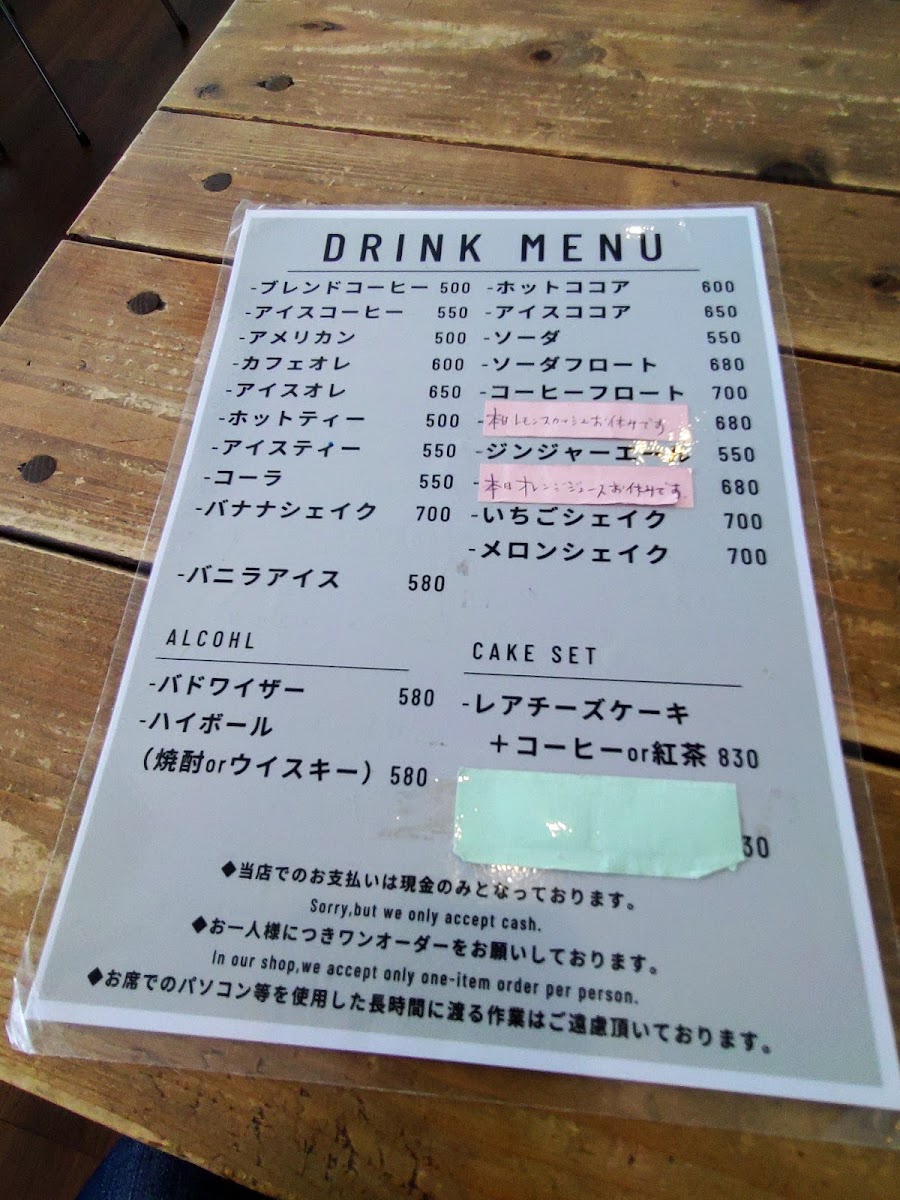 DRINK MENU
-ブレンドコーヒー 500
-アイスコーヒー 550
-アメリカン 500
-カフェオレ 600
-アイスオレ 650
-ホットティー 500
-アイスティー 550
-コーラ 550
-バナナシェイク 700
-バニラアイス 580
-ホットココア 600
-アイスココア 650
-ソーダ 550
-ソーダフロート 680
-コーヒーフロート 700
-本日レモンスカッシュお休みです 680
-ジンジャーエール 550
-本日オレンジジュースお休みです 680
-いちごシェイク 700
-メロンシェイク 700
ALCOHL
-バドワイザー 580
-ハイボール
(焼酎orウイスキー) 580
CAKE SET
-レアチーズケーキ
+コーヒーor紅茶 830
30
◆当店でのお支払いは現金のみとなっております。
Sorry,but we only accept cash.
◆お一人様につきワンオーダーをお願いしております。
In our shop,we accept only one-item order per person.
◆お席でのパソコン等を使用した長時間に渡る作業はご遠慮頂いております。